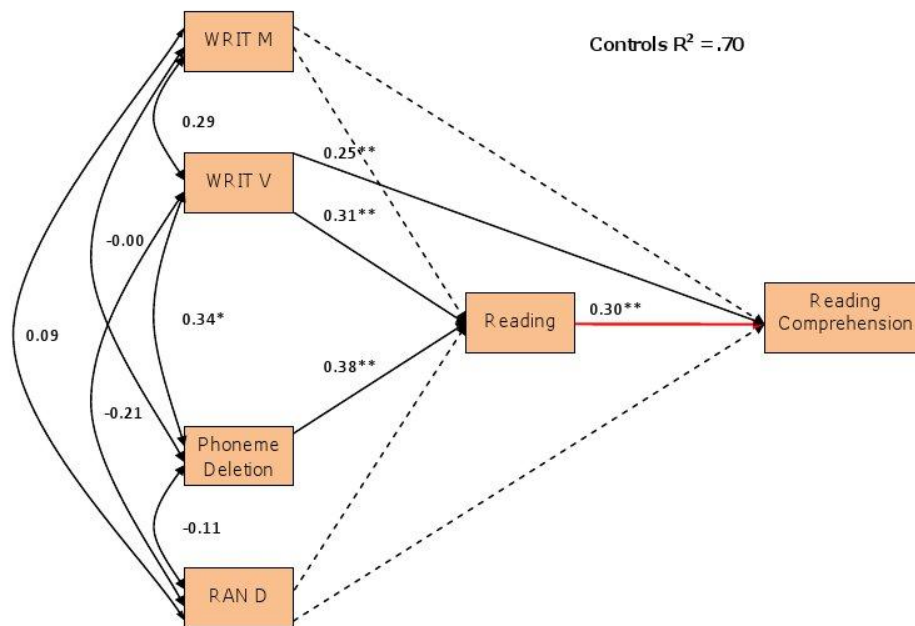 WRIT M
Controls R² = .70
0.29
WRIT V
0.25**
0.31**
-0.00
0.34*
0.09
Reading
0.30**
Reading
Comprehension
0.38**
-0.21
Phoneme
Deletion
-0.11
RAN D